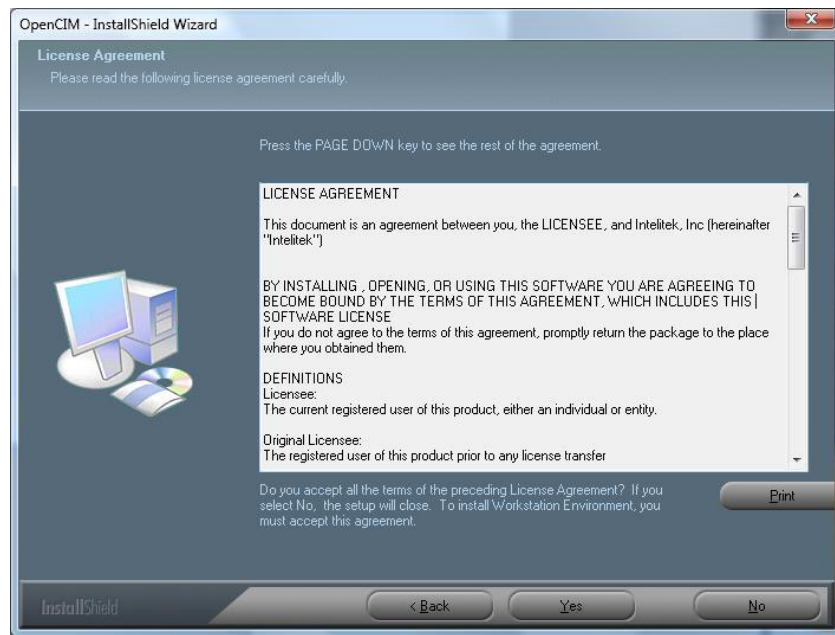 OpenCIM - InstallShield Wizard
License Agreement
Please read the following license agreement carefully.
Press the PAGE DOWN key to see the rest of the agreement.
LICENSE AGREEMENT
This document is an agreement between you, the LICENSEE, and Intelitek, Inc (hereinafter
"Intelitek")
BY INSTALLING , OPENING, OR USING THIS SOFTWARE YOU ARE AGREEING TO
BECOME BOUND BY THE TERMS OF THIS AGREEMENT, WHICH INCLUDES THIS
SOFTWARE LICENSE
If you do not agree to the terms of this agreement, promptly return the package to the place
where you obtained them.
DEFINITIONS
Licensee:
The current registered user of this product, either an individual or entity.
Original Licensee:
The registered user of this product prior to any license transfer
Do you accept all the terms of the preceding License Agreement? If you
select No, the setup will close. To install Workstation Environment, you
must accept this agreement.
Print
InstallShield
< Back
Yes
No